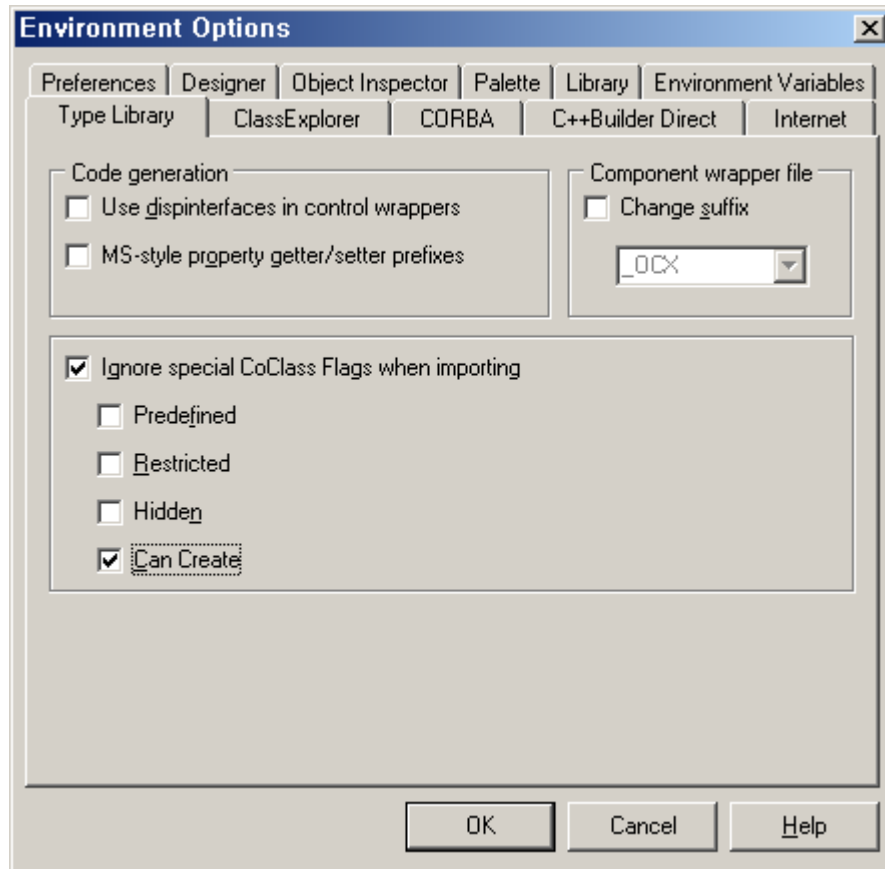 Environment Options
Preferences Designer Object Inspector Palette Library Environment Variables
Type Library ClassExplorer CORBA C++Builder Direct Internet
Code generation
Component wrapper file
Use dispinterfaces in control wrappers
Change suffix
MS-style property getter/setter prefixes
_OCX
Ignore special CoClass Flags when importing
Predefined
Restricted
Hidden
Can Create
OK Cancel Help